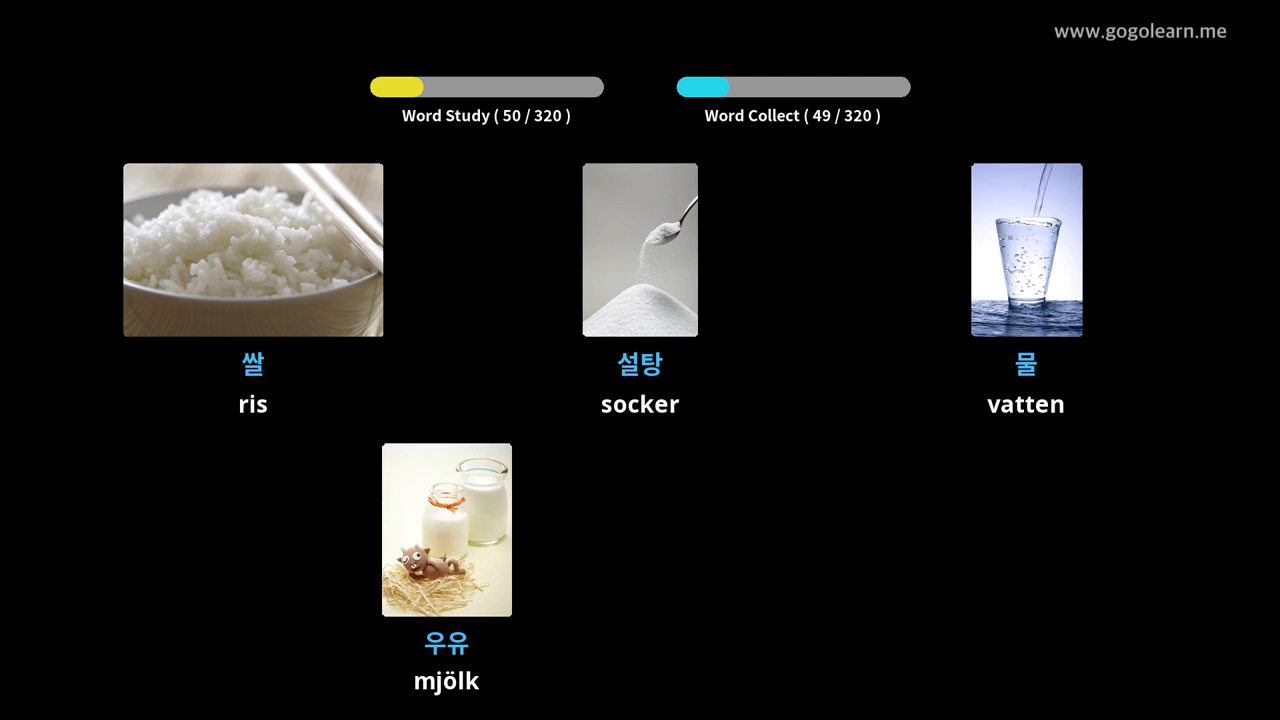 www.gogolearn.me
Word Study ( 50 / 320 )
Word Collect ( 49 / 320 )
쌀
ris
설탕
socker
물
vatten
우유
mjölk